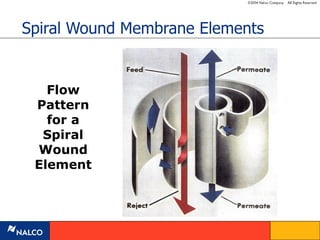 ©2004 Nalco Company   All Rights Reserved
Spiral Wound Membrane Elements
Flow
Pattern
for a
Spiral
Wound
Element
Feed
Permeate
Reject
Permeate
NALCO